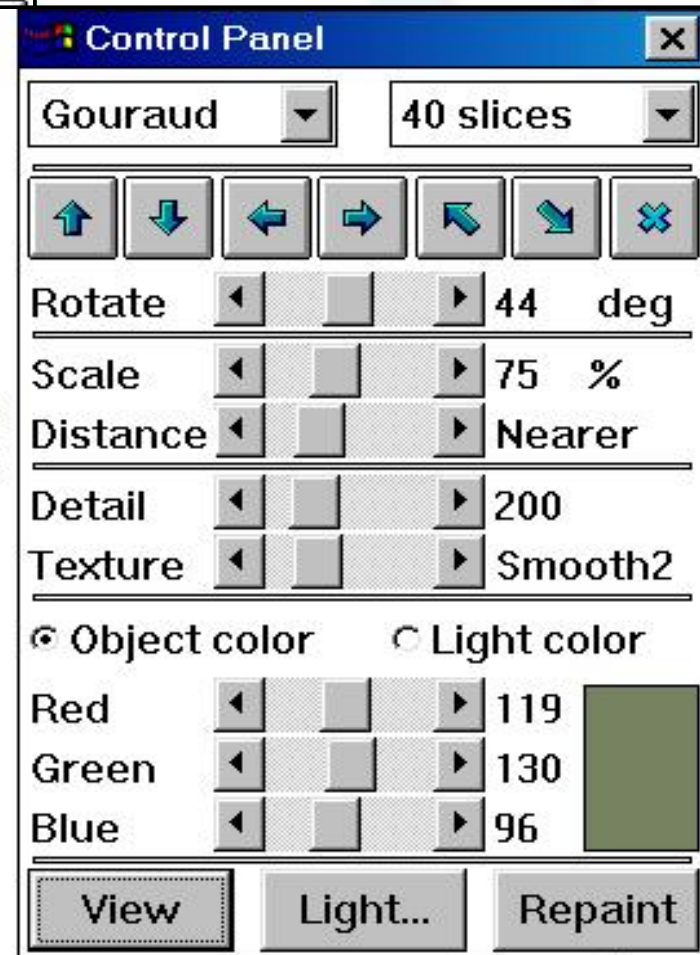 Control Panel
Gouraud 40 slices
Rotate 44 deg
Scale 75 %
Distance Nearer
Detail 200
Texture Smooth2
Object color Light color
Red 119
Green 130
Blue 96
View Light... Repaint